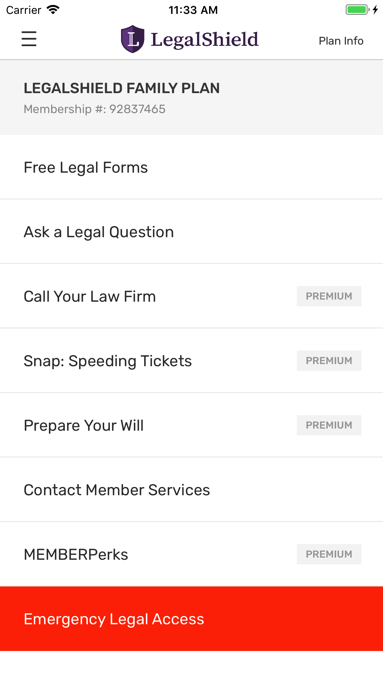 Carrier 11:33 AM
LegalShield Plan Info
LEGALSHIELD FAMILY PLAN
Membership #: 92837465
Free Legal Forms
Ask a Legal Question
Call Your Law Firm PREMIUM
Snap: Speeding Tickets PREMIUM
Prepare Your Will PREMIUM
Contact Member Services
MEMBERPerks PREMIUM
Emergency Legal Access